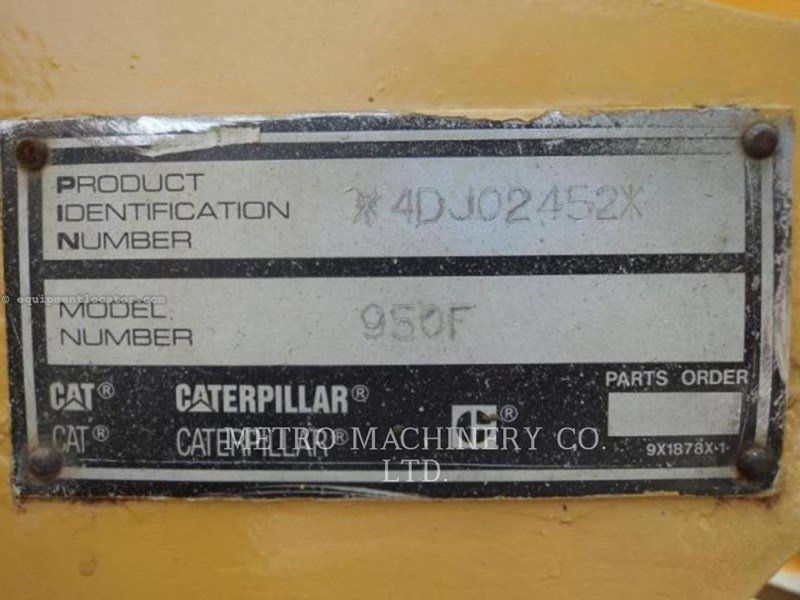 PRODUCT
IDENTIFICATION *4DJ02452*
NUMBER
© equipmentlocator.com
MODEL
NUMBER 950F
PARTS ORDER
CAT® CATERPILLAR®
®
CAT® CATERPILLAR®
9X1878X-1
METRO MACHINERY CO.
LTD.